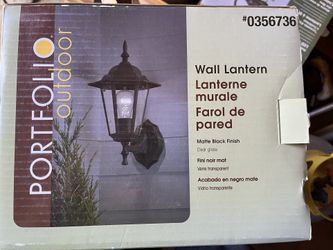 #0356736
PORTFOLIO
outdoor
Wall Lantern
Lanterne
murale
Farol de
pared
Matte Black Finish
Clear glass
Fini noir mat
Verre transparent
Acabado en negro mate
Vidrio transparente